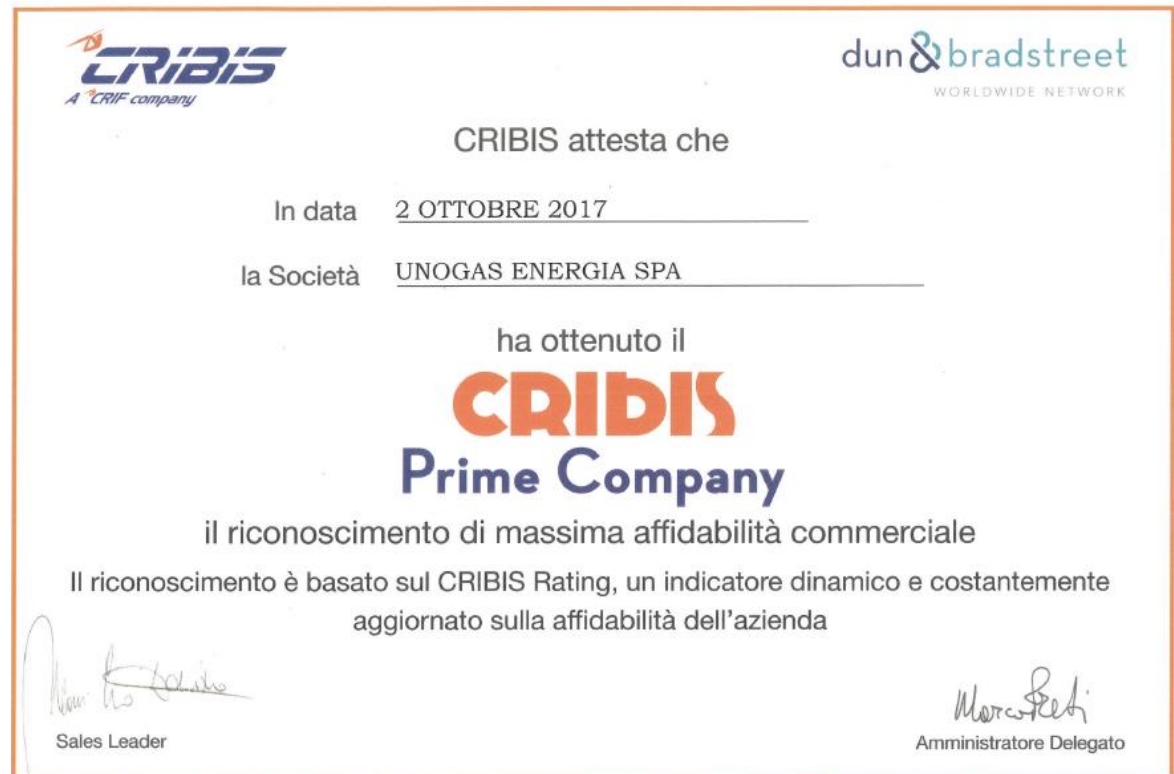 CRIBIS
A CRIF company
dun & bradstreet
WORLDWIDE NETWORK
CRIBIS attesta che
In data 2 OTTOBRE 2017
la Società UNOGAS ENERGIA SPA
ha ottenuto il
CRIBIS
Prime Company
il riconoscimento di massima affidabilità commerciale
Il riconoscimento è basato sul CRIBIS Rating, un indicatore dinamico e costantemente
aggiornato sulla affidabilità dell'azienda
Marco Preti
Sales Leader
Amministratore Delegato